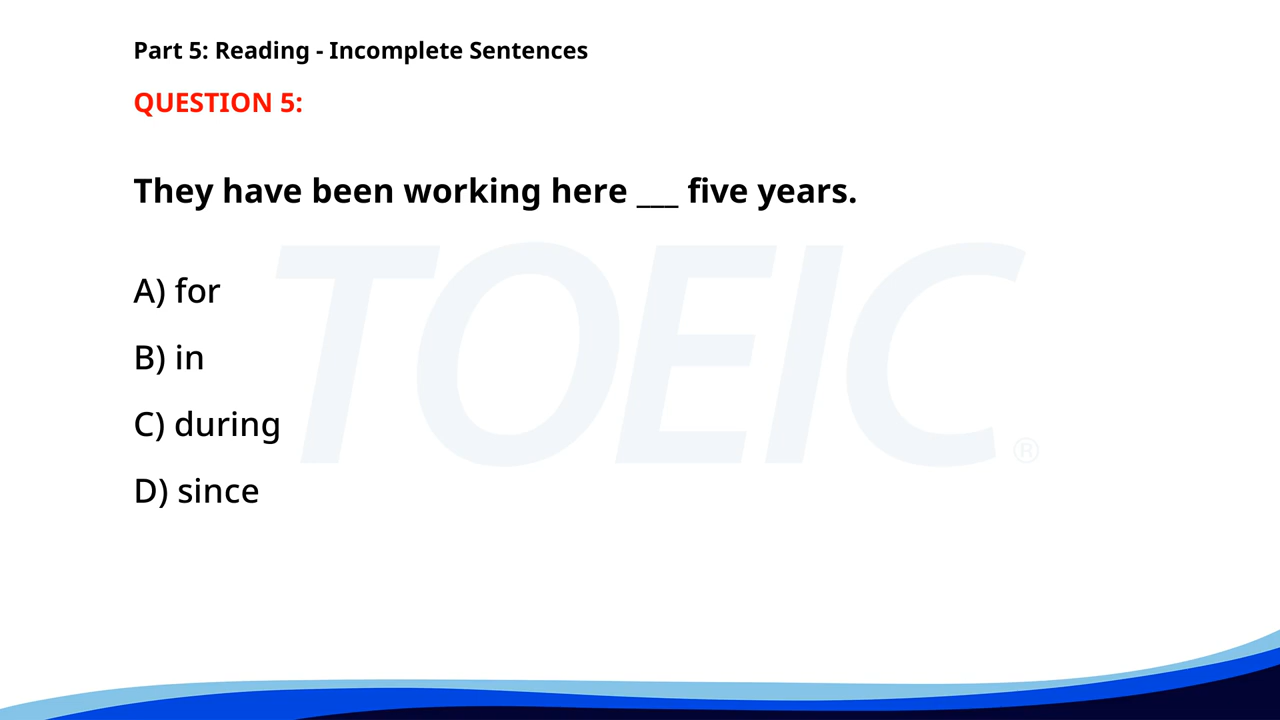 Part 5: Reading - Incomplete Sentences
QUESTION 5:
They have been working here ___ five years.
A) for
B) in
C) during
D) since
TOEIC®